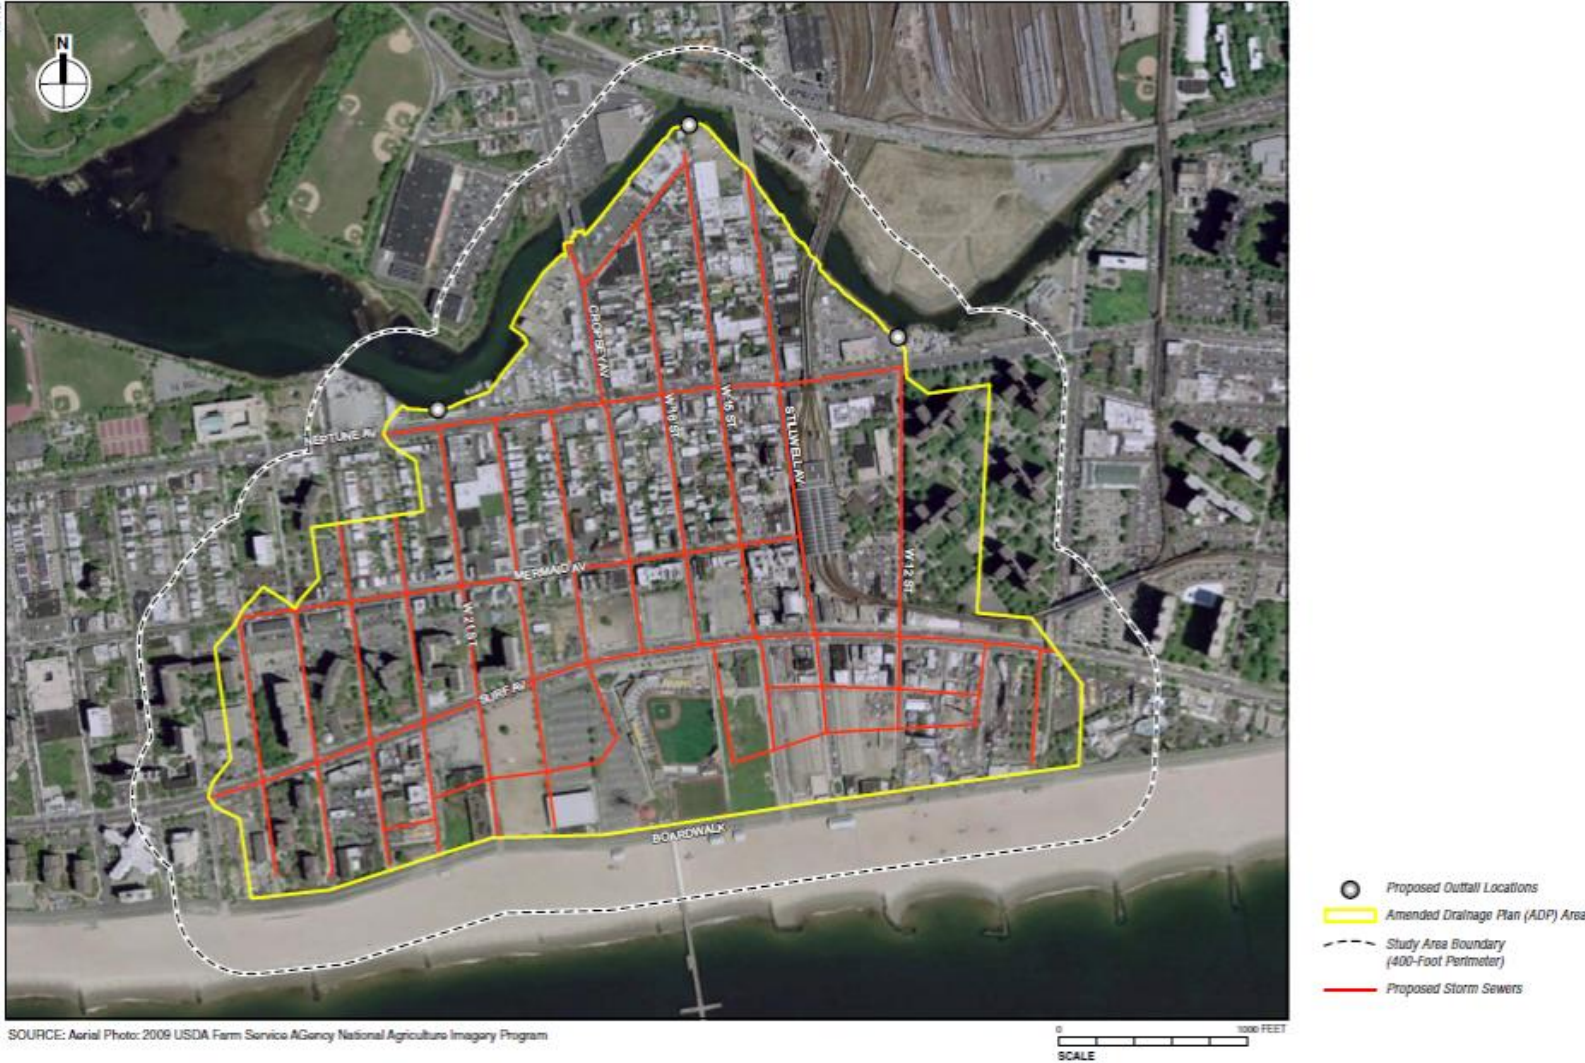 N
CROPSEY AV
W 18 ST
W 16 ST
STILLWELL AV
NEPTUNE AV
MERMAID AV
W 12 ST
W 21 ST
SURF AV
BOARDWALK
Proposed Outfall Locations
Amended Drainage Plan (ADP) Area
Study Area Boundary
(400-Foot Perimeter)
Proposed Storm Sewers
SOURCE: Aerial Photo: 2009 USDA Farm Service AGency National Agriculture Imagery Program
0 1000 FEET
SCALE